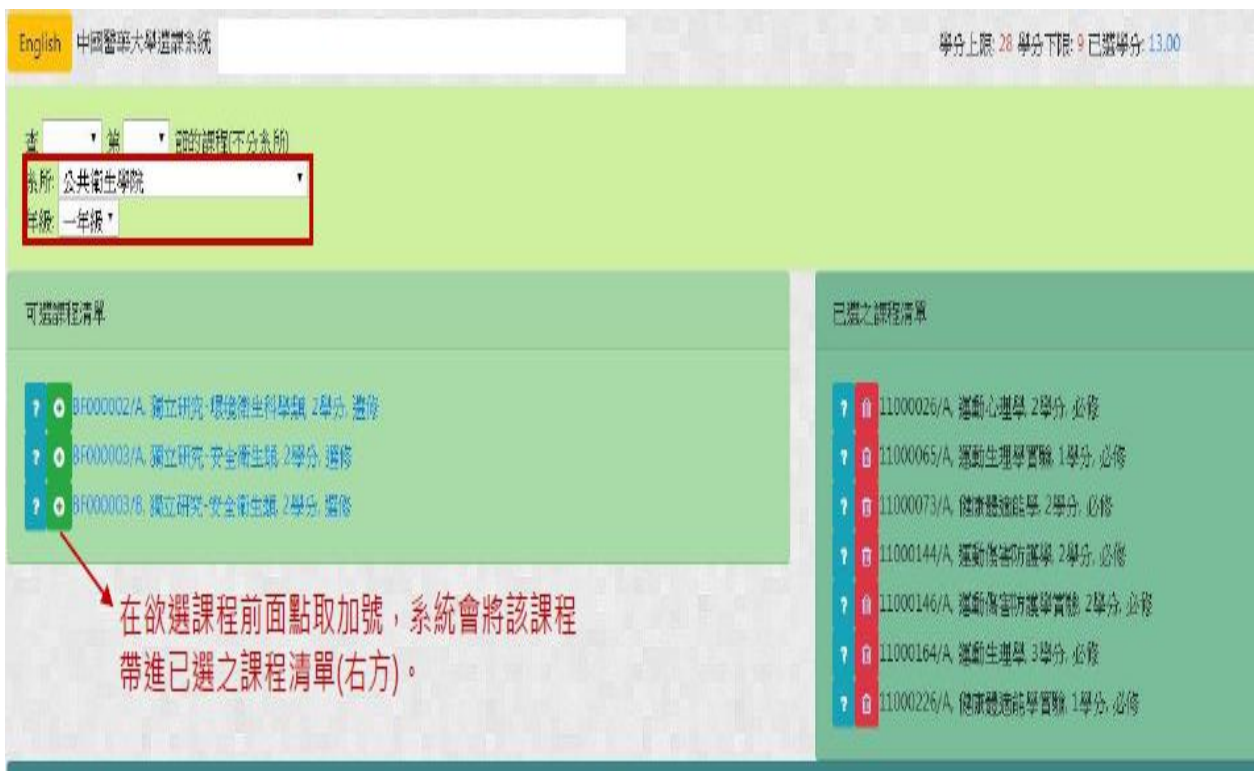 English 中國醫藥大學選課系統
學分上限: 28 學分下限: 9 已選學分: 13.00
查 第 節的課程(不分系所)
系所: 公共衛生學院
年級: 一年級
可選課程清單
BF000002/A, 獨立研究-環境衛生科學類, 2學分, 選修
BF000003/A, 獨立研究-安全衛生類, 2學分, 選修
BF000003/B, 獨立研究-安全衛生類, 2學分, 選修
在欲選課程前面點取加號，系統會將該課程
帶進已選之課程清單(右方)。
已選之課程清單
11000026/A, 運動心理學, 2學分, 必修
11000065/A, 運動生理學實驗, 1學分, 必修
11000073/A, 健康體適能學, 2學分, 必修
11000144/A, 運動傷害防護學, 2學分, 必修
11000146/A, 運動傷害防護學實驗, 2學分, 必修
11000164/A, 運動生理學, 3學分, 必修
11000226/A, 健康體適能學實驗, 1學分, 必修